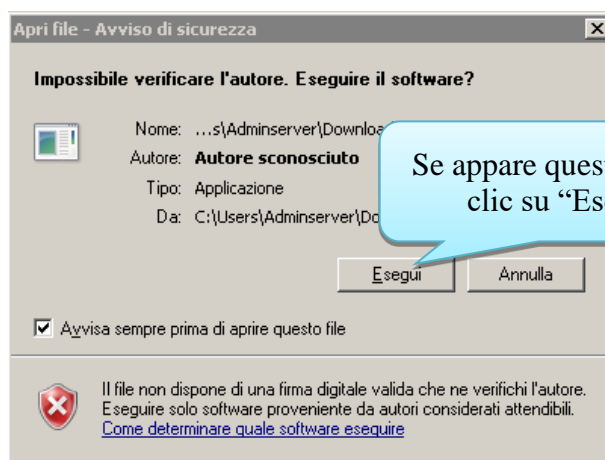 Apri file - Avviso di sicurezza
Impossibile verificare l'autore. Eseguire il software?
Nome: ...s\Adminserver\Downloa
Autore: Autore sconosciuto
Tipo: Applicazione
Da: C:\Users\Adminserver\Do
Se appare ques
clic su “Es
Esegui Annulla
Avvisa sempre prima di aprire questo file
Il file non dispone di una firma digitale valida che ne verifichi l'autore.
Eseguire solo software proveniente da autori considerati attendibili.
Come determinare quale software eseguire